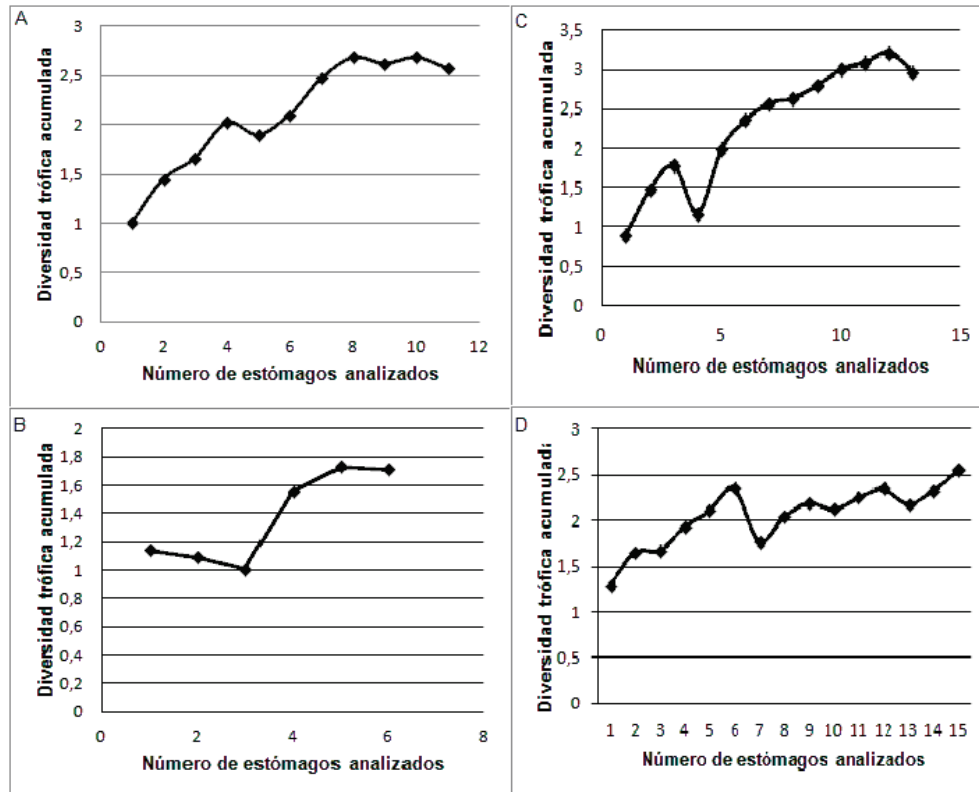 A
Diversidad trófica acumulada
3
2,5
2
1,5
1
0,5
0
0 2 4 6 8 10 12
Número de estómagos analizados
C
Diversidad trófica acumulada
3,5
3
2,5
2
1,5
1
0,5
0
0 5 10 15
Número de estómagos analizados
B
Diversidad trófica acumulada
2
1,8
1,6
1,4
1,2
1
0,8
0,6
0,4
0,2
0
0 2 4 6 8
Número de estómagos analizados
D
Diversidad trófica acumulad
3
2,5
2
1,5
1
0,5
0
1 2 3 4 5 6 7 8 9 10 11 12 13 14 15
Número de estómagos analizados